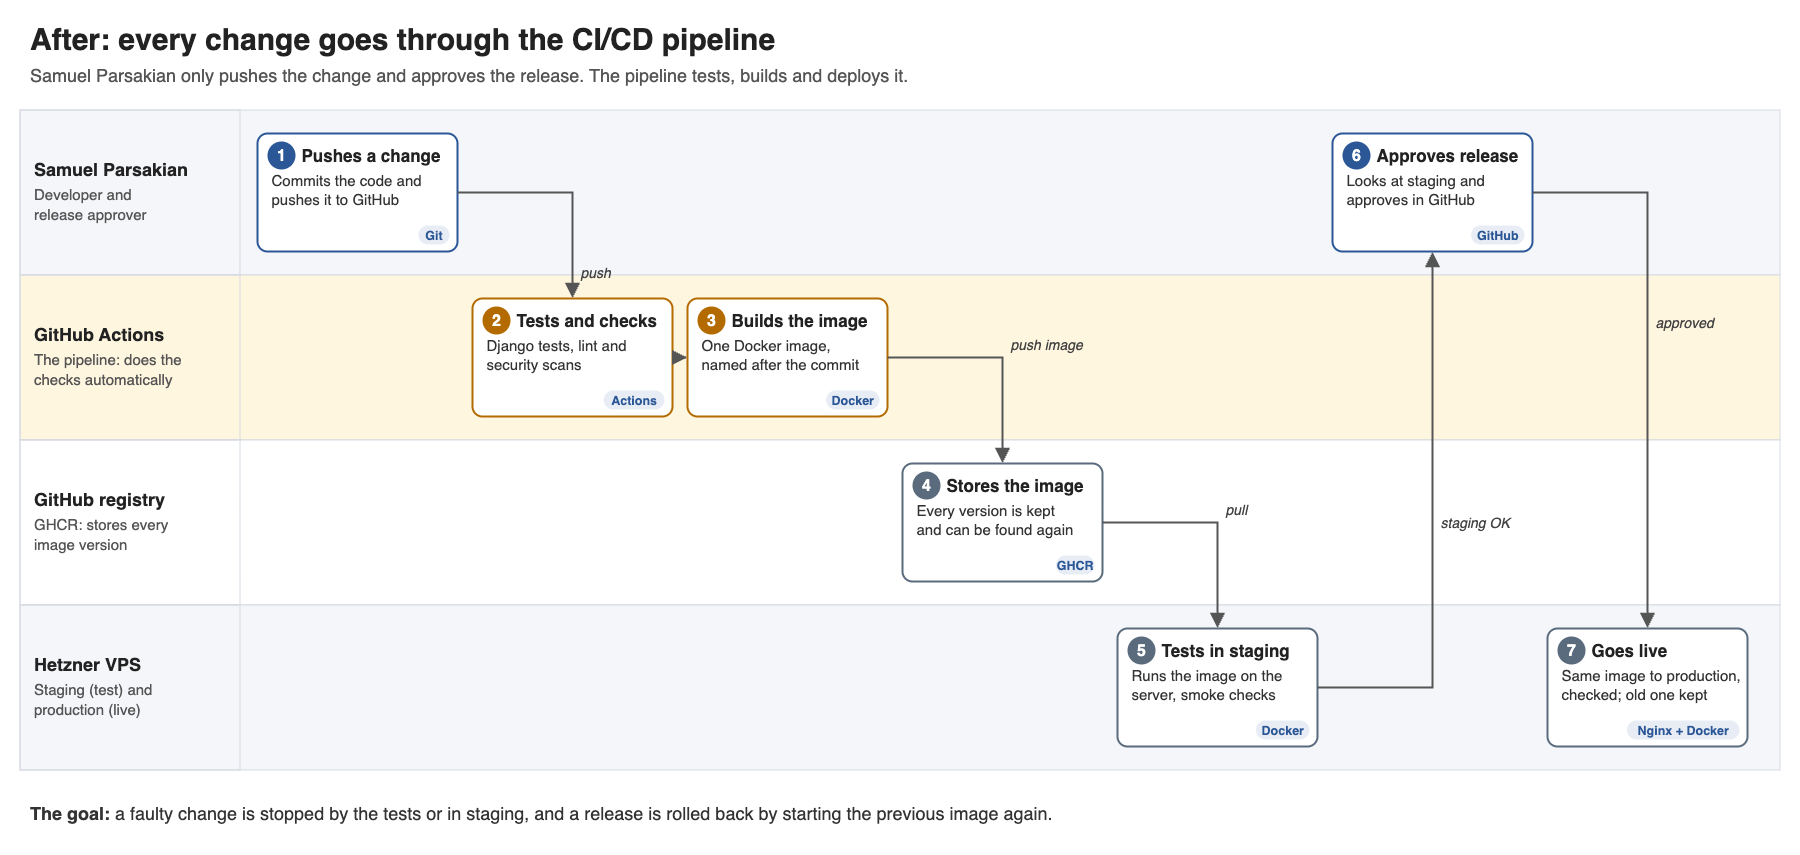 After: every change goes through the CI/CD pipeline
Samuel Parsakian only pushes the change and approves the release. The pipeline tests, builds and deploys it.
Samuel Parsakian
Developer and
release approver
1 Pushes a change
Commits the code and
pushes it to GitHub
Git
push
6 Approves release
Looks at staging and
approves in GitHub
GitHub
approved
GitHub Actions
The pipeline: does the
checks automatically
2 Tests and checks
Django tests, lint and
security scans
Actions
3 Builds the image
One Docker image,
named after the commit
Docker
push image
GitHub registry
GHCR: stores every
image version
4 Stores the image
Every version is kept
and can be found again
GHCR
pull
staging OK
Hetzner VPS
Staging (test) and
production (live)
5 Tests in staging
Runs the image on the
server, smoke checks
Docker
7 Goes live
Same image to production,
checked; old one kept
Nginx + Docker
The goal: a faulty change is stopped by the tests or in staging, and a release is rolled back by starting the previous image again.